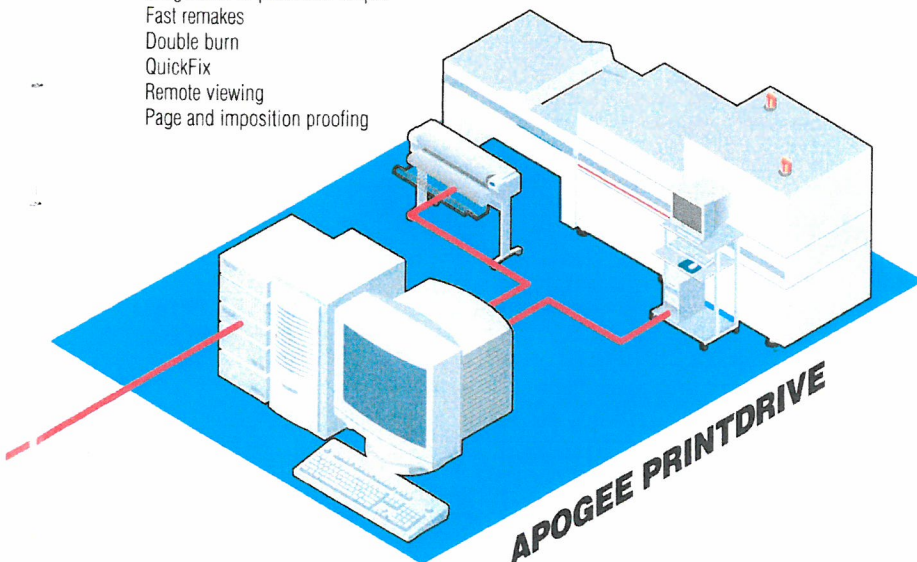 Fast remakes
Double burn
QuickFix
Remote viewing
Page and imposition proofing
APOGEE PRINTDRIVE